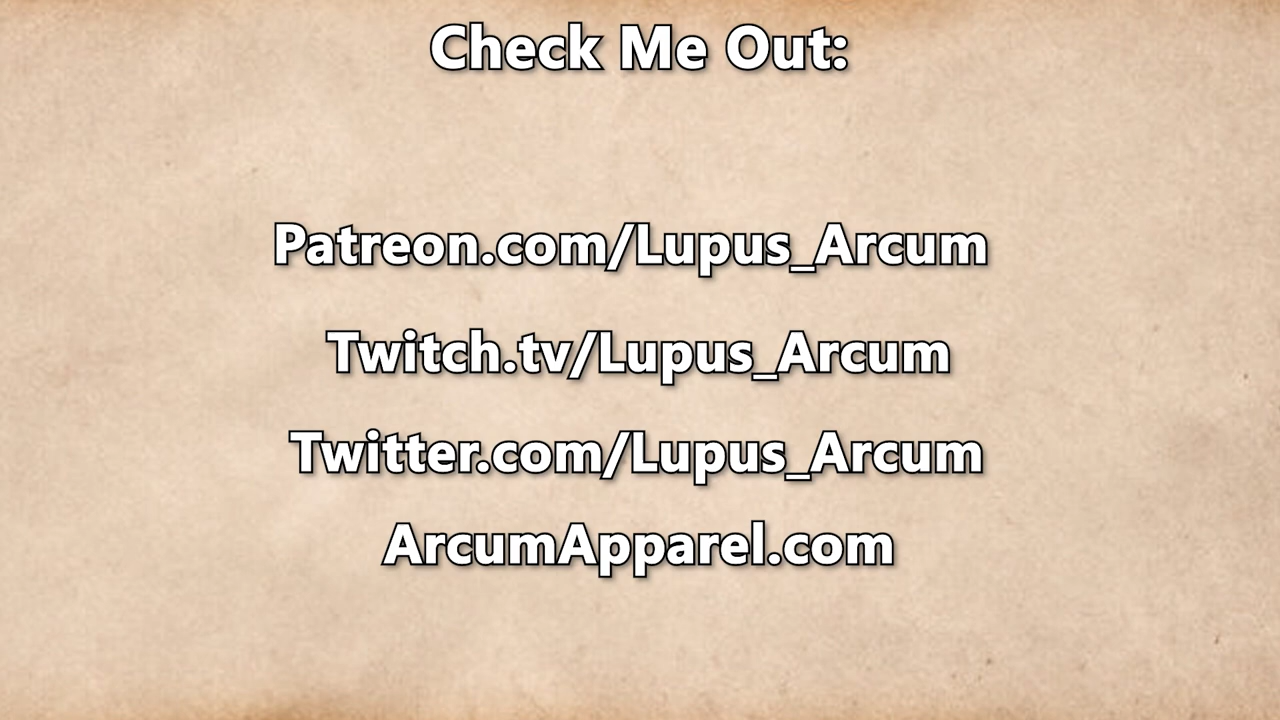 Check Me Out:
Patreon.com/Lupus_Arcum
Twitch.tv/Lupus_Arcum
Twitter.com/Lupus_Arcum
ArcumApparel.com